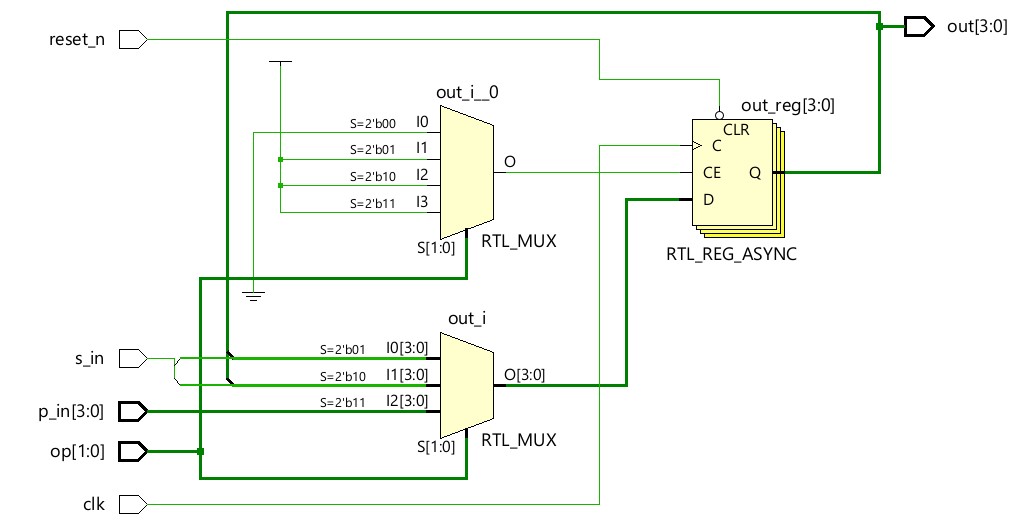 reset_n
out[3:0]
out_i__0
out_reg[3:0]
S=2'b00 I0
S=2'b01 I1
S=2'b10 I2
S=2'b11 I3
O
S[1:0]
RTL_MUX
CLR
C
CE Q
D
RTL_REG_ASYNC
out_i
s_in
S=2'b01 I0[3:0]
S=2'b10 I1[3:0]
O[3:0]
p_in[3:0]
S=2'b11 I2[3:0]
op[1:0]
S[1:0]
RTL_MUX
clk